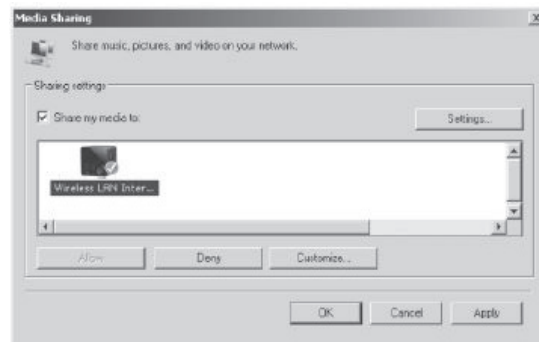 Media Sharing
Share music, pictures, and video on your network.
Sharing settings
Share my media to:
Settings...
Wireless LAN Inter...
Allow
Deny
Customize...
OK
Cancel
Apply